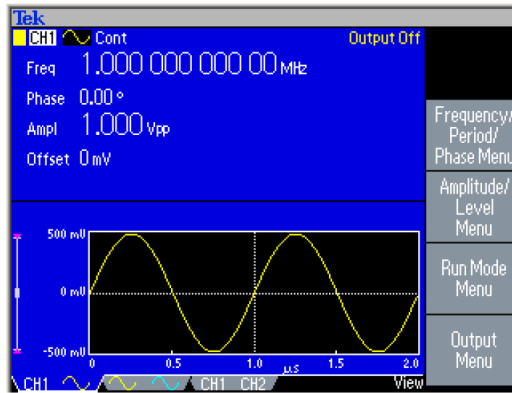 Tek
CH1 Cont Output Off
Freq 1.000 000 000 00 MHz
Phase 0.00 °
Ampl 1.000 Vpp
Offset 0 mV
Frequency/
Period/
Phase Menu
Amplitude/
Level
Menu
Run Mode
Menu
Output
Menu
500 mV
0 mV
-500 mV
0 0.5 1.0 1.5 2.0
µs
CH1 CH1 CH2 View